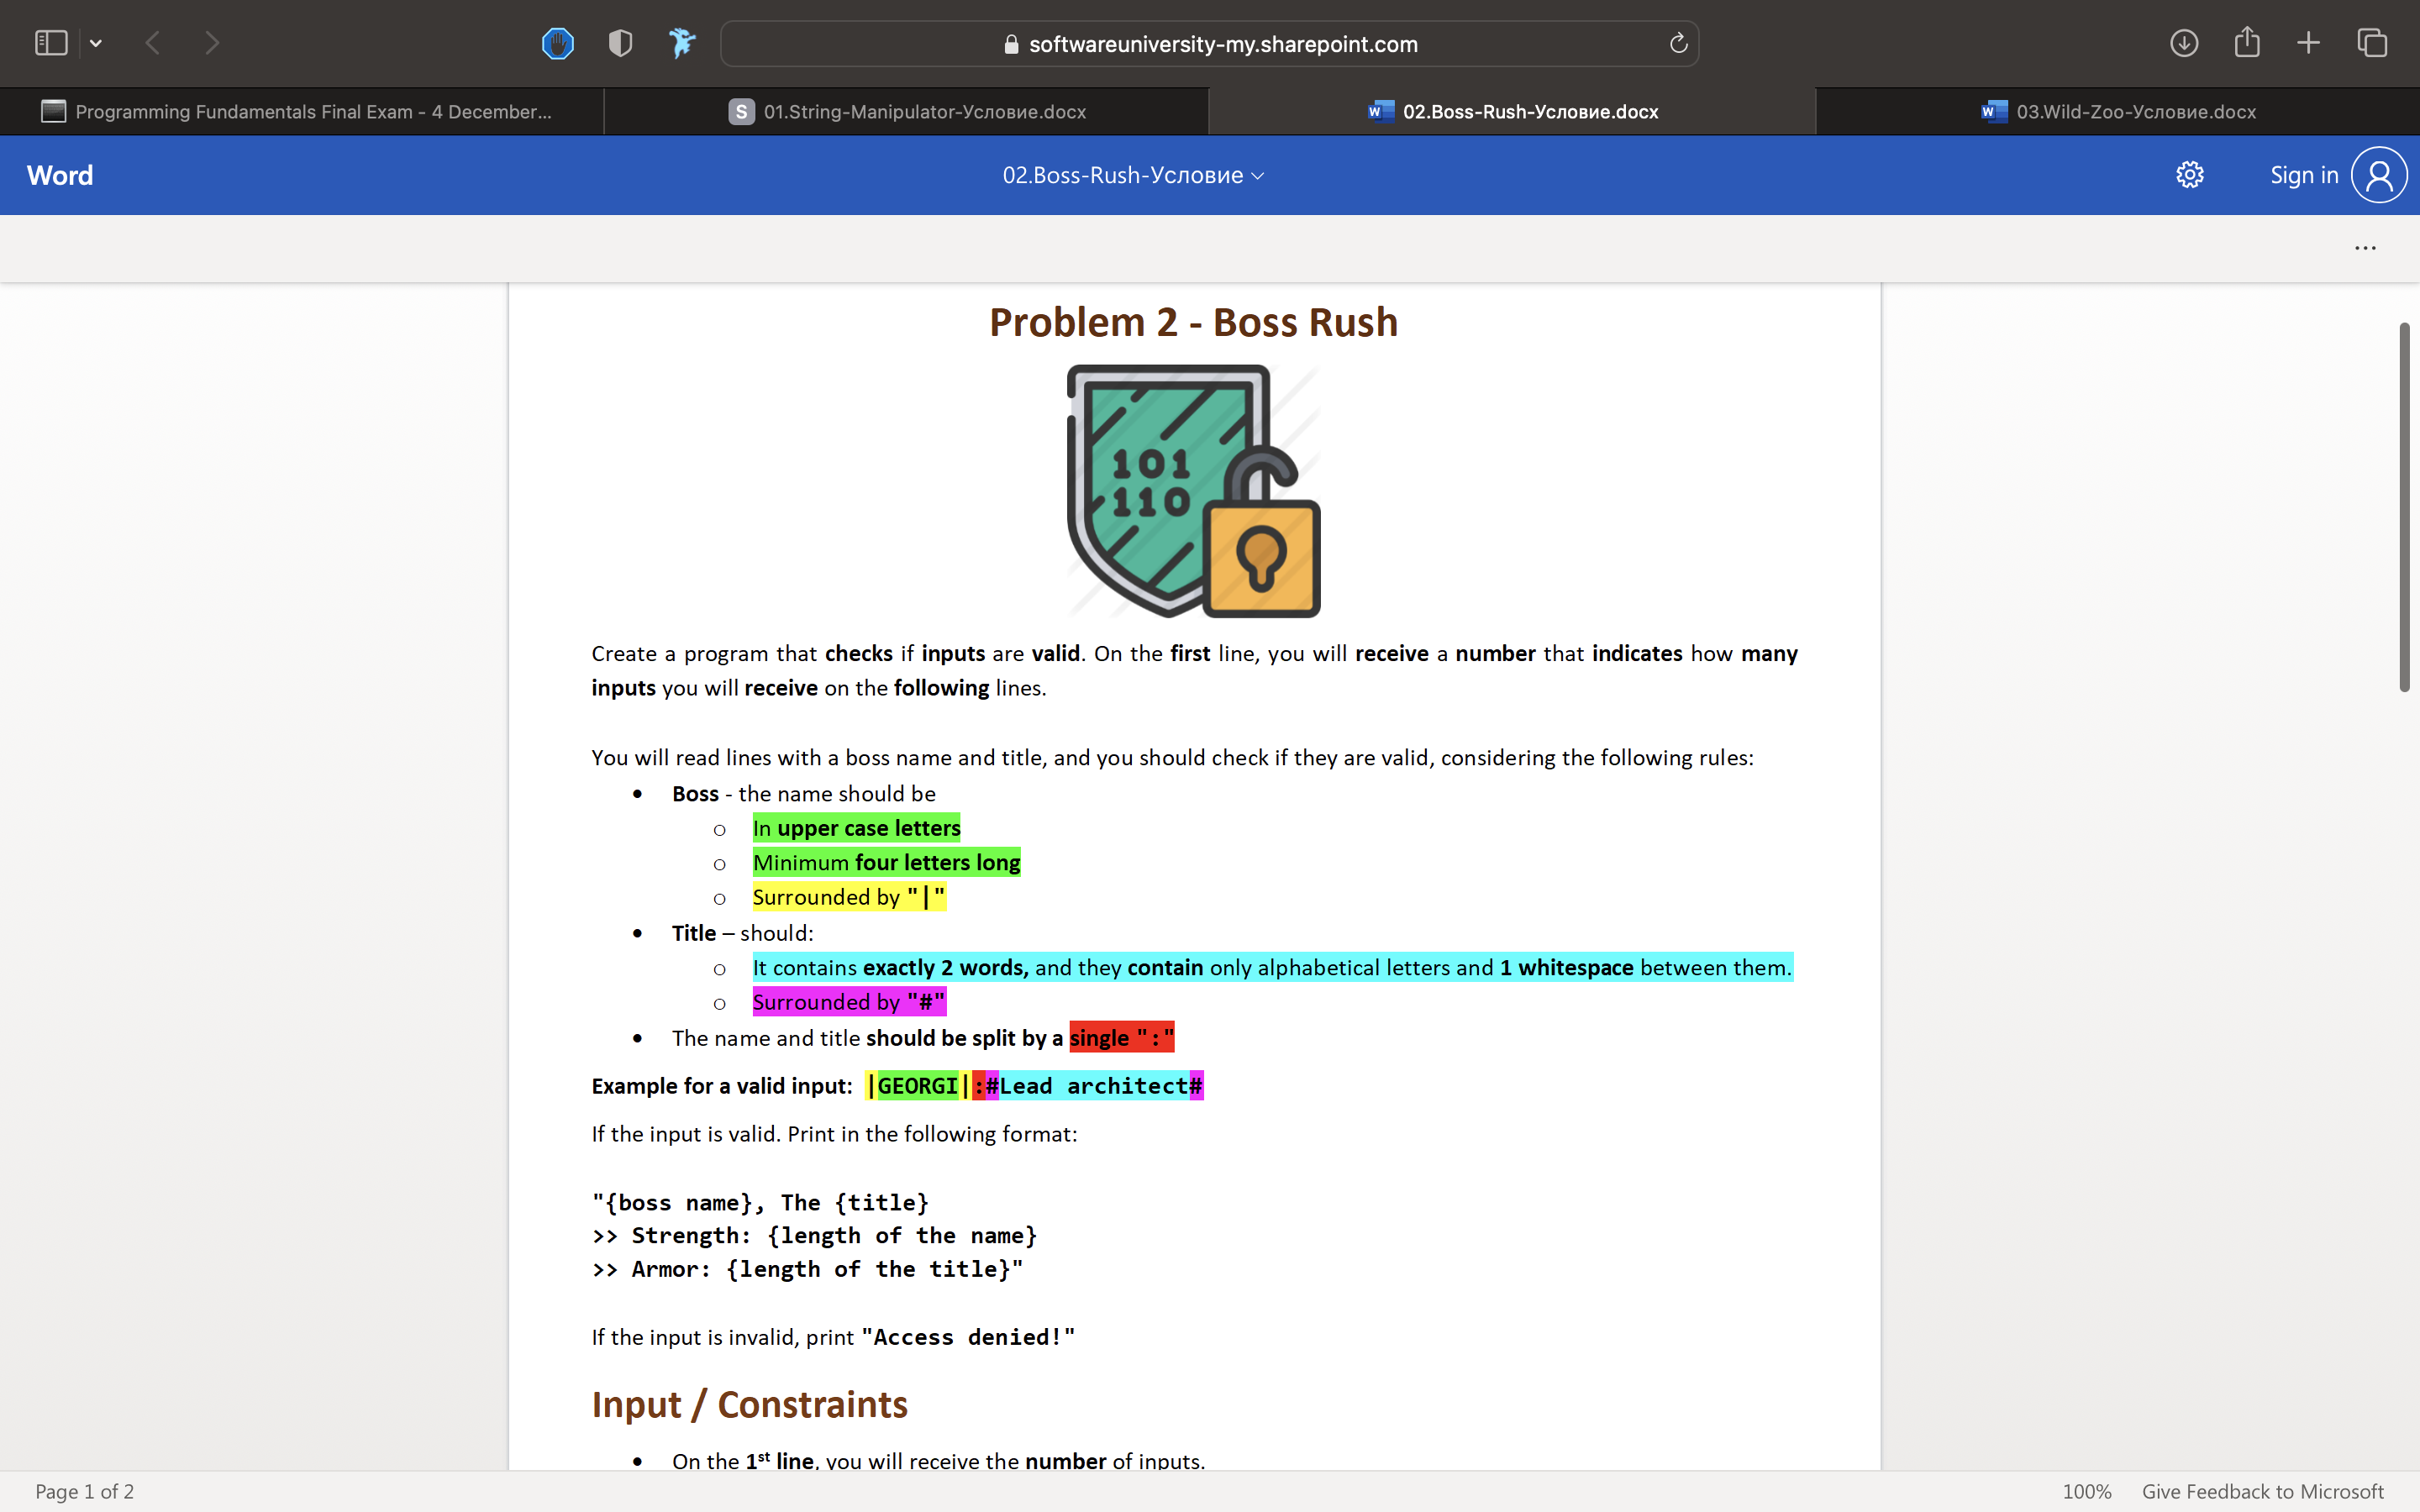 softwareuniversity-my.sharepoint.com
Programming Fundamentals Final Exam - 4 December...
S 01.String-Manipulator-Условие.docx
W 02.Boss-Rush-Условие.docx
W 03.Wild-Zoo-Условие.docx
Word
02.Boss-Rush-Условие
Sign in
Problem 2 - Boss Rush
101
110
Create a program that checks if inputs are valid. On the first line, you will receive a number that indicates how many
inputs you will receive on the following lines.
You will read lines with a boss name and title, and you should check if they are valid, considering the following rules:
• Boss - the name should be
o In upper case letters
o Minimum four letters long
o Surrounded by "|"
• Title – should:
o It contains exactly 2 words, and they contain only alphabetical letters and 1 whitespace between them.
o Surrounded by "#"
• The name and title should be split by a single ":"
Example for a valid input: |GEORGI|:#Lead architect#
If the input is valid. Print in the following format:
"{boss name}, The {title}
>> Strength: {length of the name}
>> Armor: {length of the title}"
If the input is invalid, print "Access denied!"
Input / Constraints
• On the 1st line, you will receive the number of inputs.
Page 1 of 2
100%
Give Feedback to Microsoft